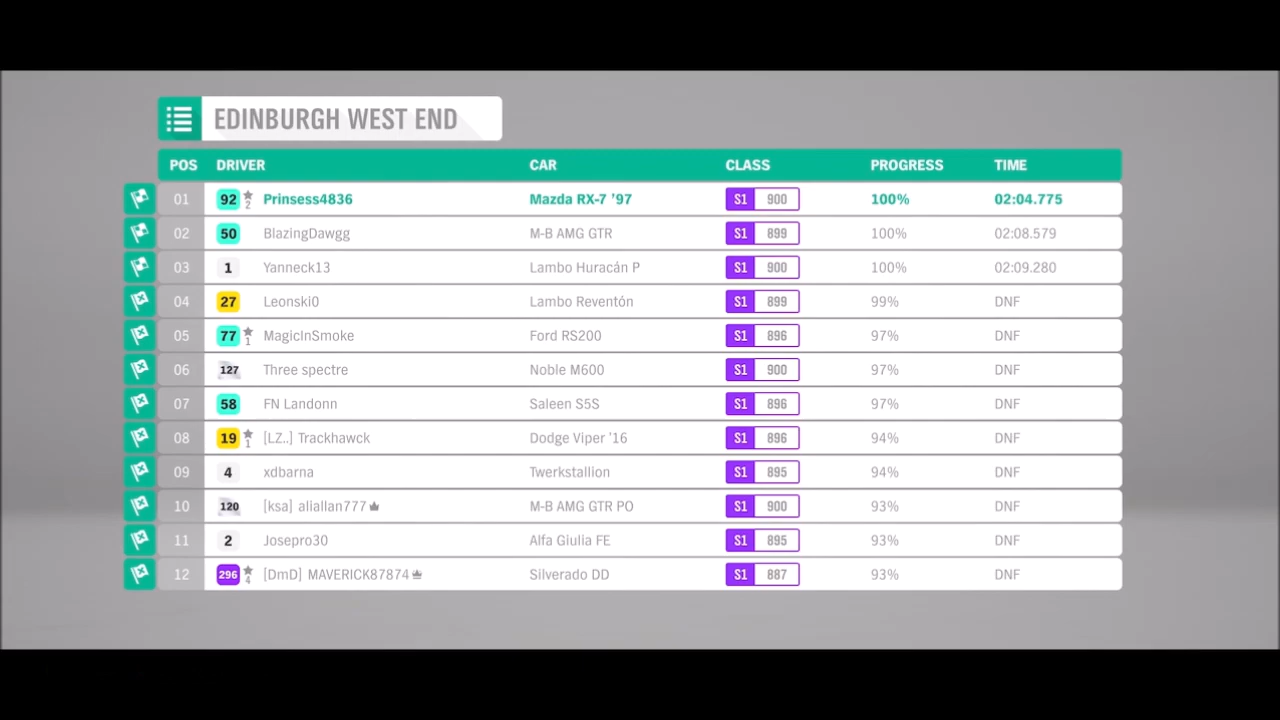 EDINBURGH WEST END
POS DRIVER CAR CLASS PROGRESS TIME
01 92 2 Prinsess4836 Mazda RX-7 '97 S1 900 100% 02:04.775
02 50 BlazingDawgg M-B AMG GTR S1 899 100% 02:08.579
03 1 Yanneck13 Lambo Huracán P S1 900 100% 02:09.280
04 27 Leonski0 Lambo Reventón S1 899 99% DNF
05 77 1 MagicInSmoke Ford RS200 S1 896 97% DNF
06 127 Three spectre Noble M600 S1 900 97% DNF
07 58 FN Landonn Saleen S5S S1 896 97% DNF
08 19 1 [LZ..] Trackhawck Dodge Viper '16 S1 896 94% DNF
09 4 xdbarna Twerkstallion S1 895 94% DNF
10 120 [ksa] aliallan777 M-B AMG GTR PO S1 900 93% DNF
11 2 Josepro30 Alfa Giulia FE S1 895 93% DNF
12 296 4 [DmD] MAVERICK87874 Silverado DD S1 887 93% DNF